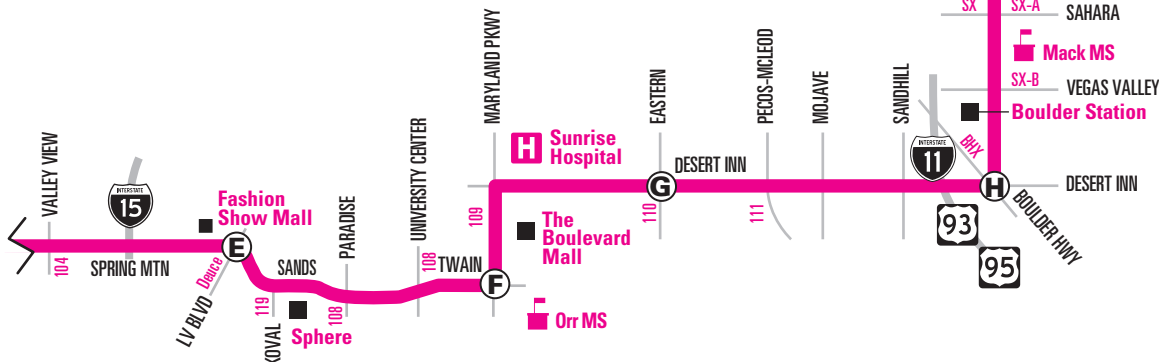 SX
SX-A
SAHARA
Mack MS
SX-B
VEGAS VALLEY
Boulder Station
BHX
MARYLAND PKWY
EASTERN
PECOS-MCLEOD
MOJAVE
SANDHILL
H
Sunrise
Hospital
INTERSTATE
11
G
DESERT INN
H
DESERT INN
BOULDER HWY
93
95
109
110
111
The
Boulevard
Mall
VALLEY VIEW
INTERSTATE
15
Fashion
Show Mall
E
104
SPRING MTN
Deuce
LV BLVD
SANDS
PARADISE
UNIVERSITY CENTER
108
TWAIN
F
119
KOVAL
Sphere
108
Orr MS